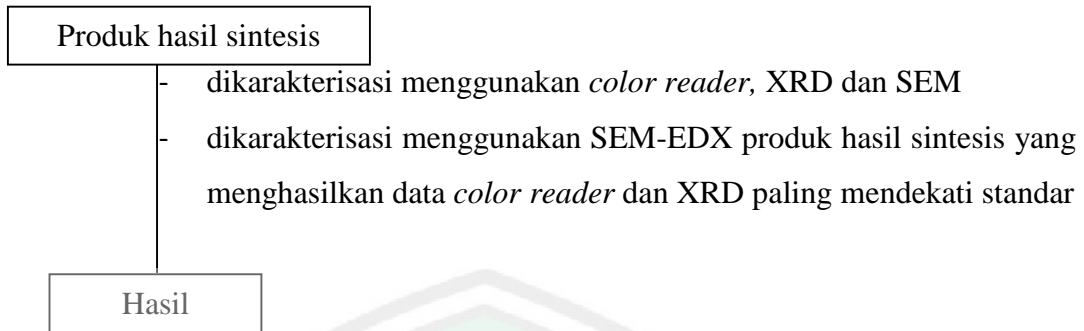 Produk hasil sintesis
- dikarakterisasi menggunakan color reader, XRD dan SEM
- dikarakterisasi menggunakan SEM-EDX produk hasil sintesis yang
menghasilkan data color reader dan XRD paling mendekati standar
Hasil